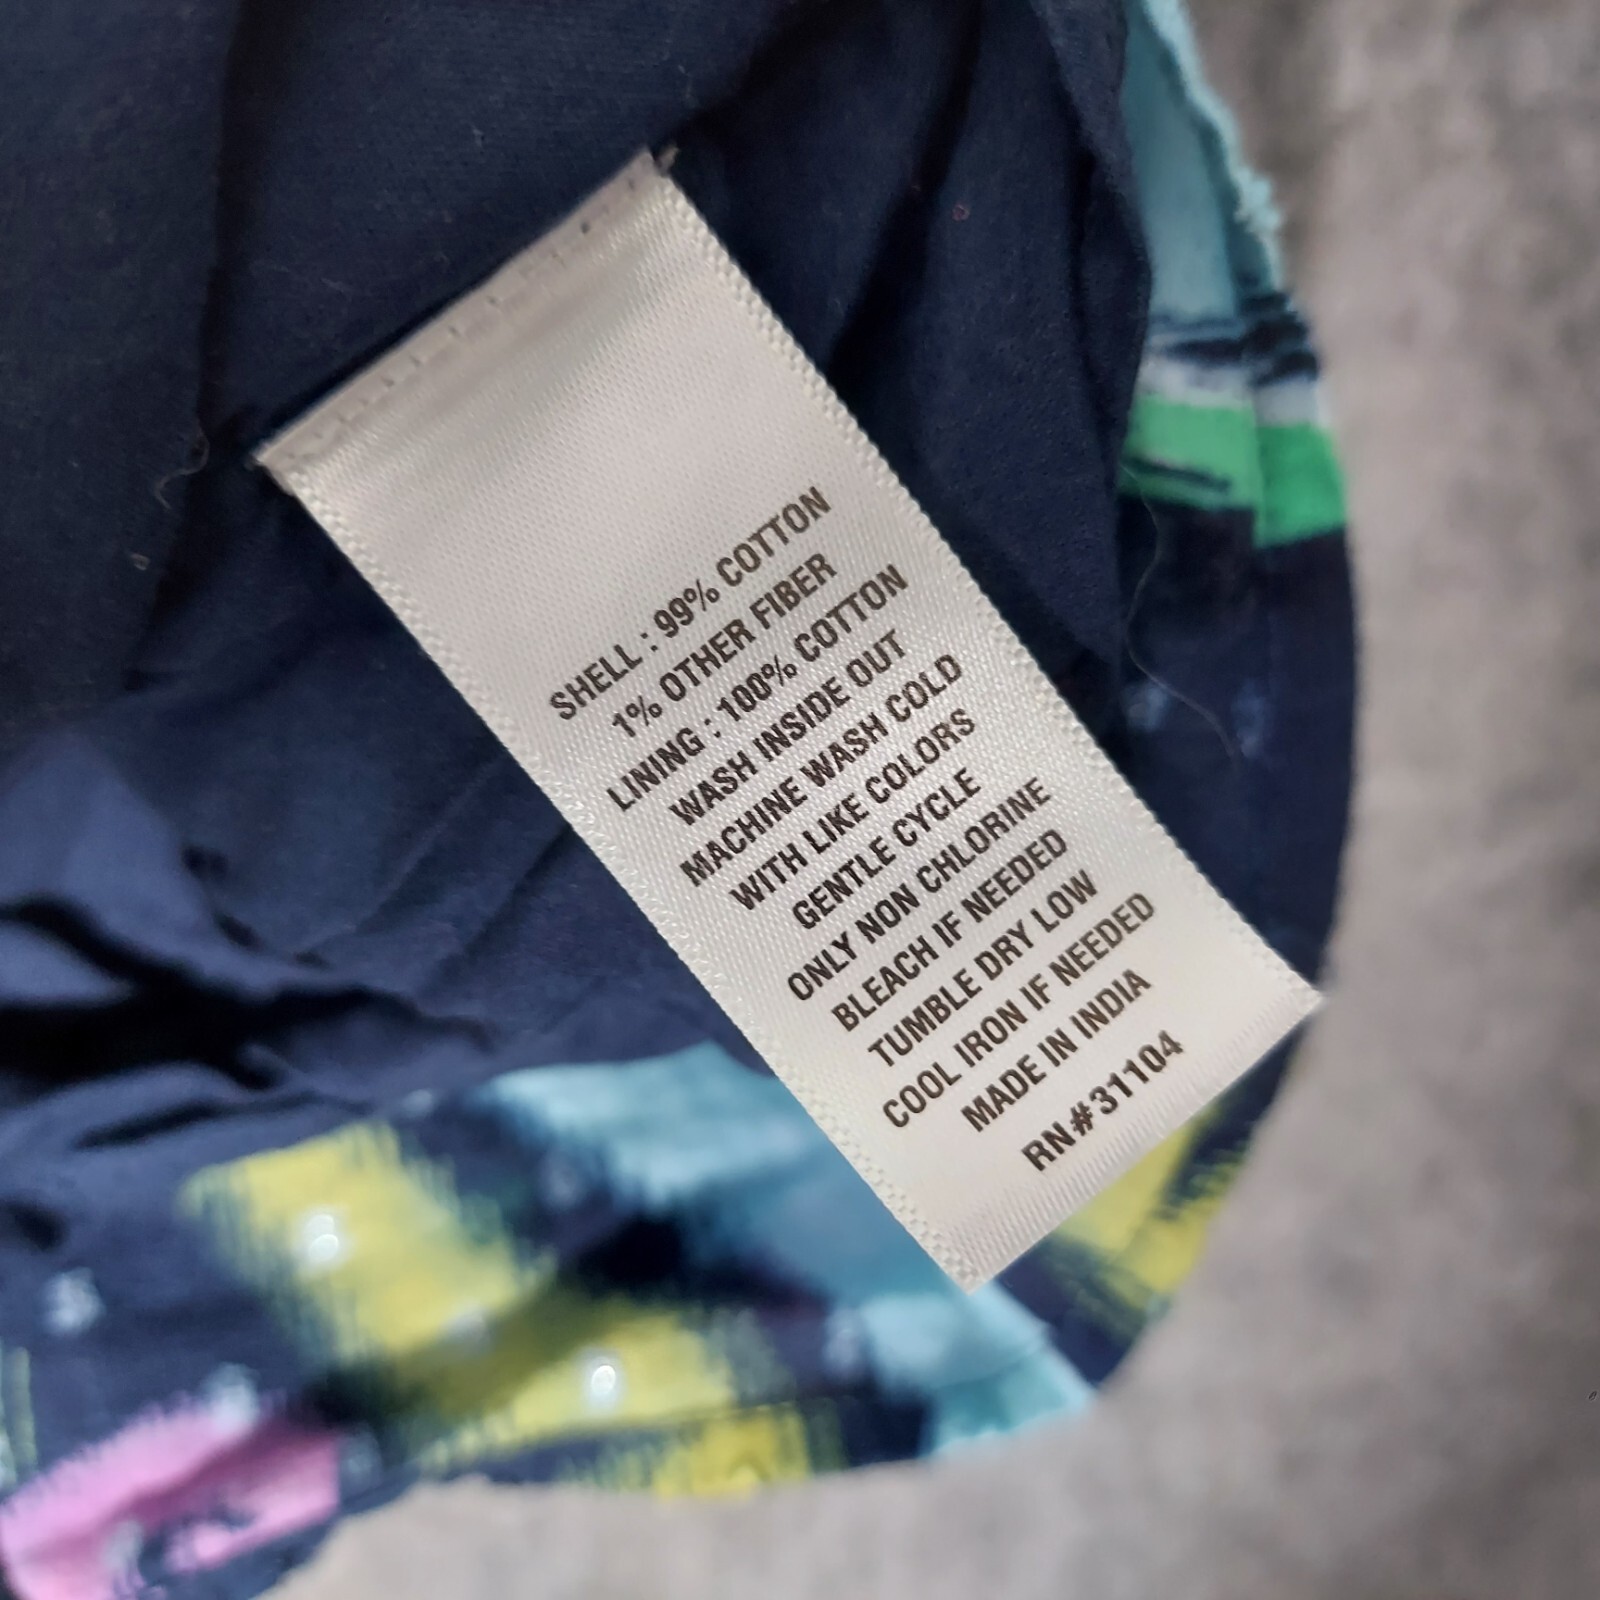 SHELL : 99% COTTON
1% OTHER FIBER
LINING : 100% COTTON
WASH INSIDE OUT
MACHINE WASH COLD
WITH LIKE COLORS
GENTLE CYCLE
ONLY NON CHLORINE
BLEACH IF NEEDED
TUMBLE DRY LOW
COOL IRON IF NEEDED
MADE IN INDIA
RN#31104